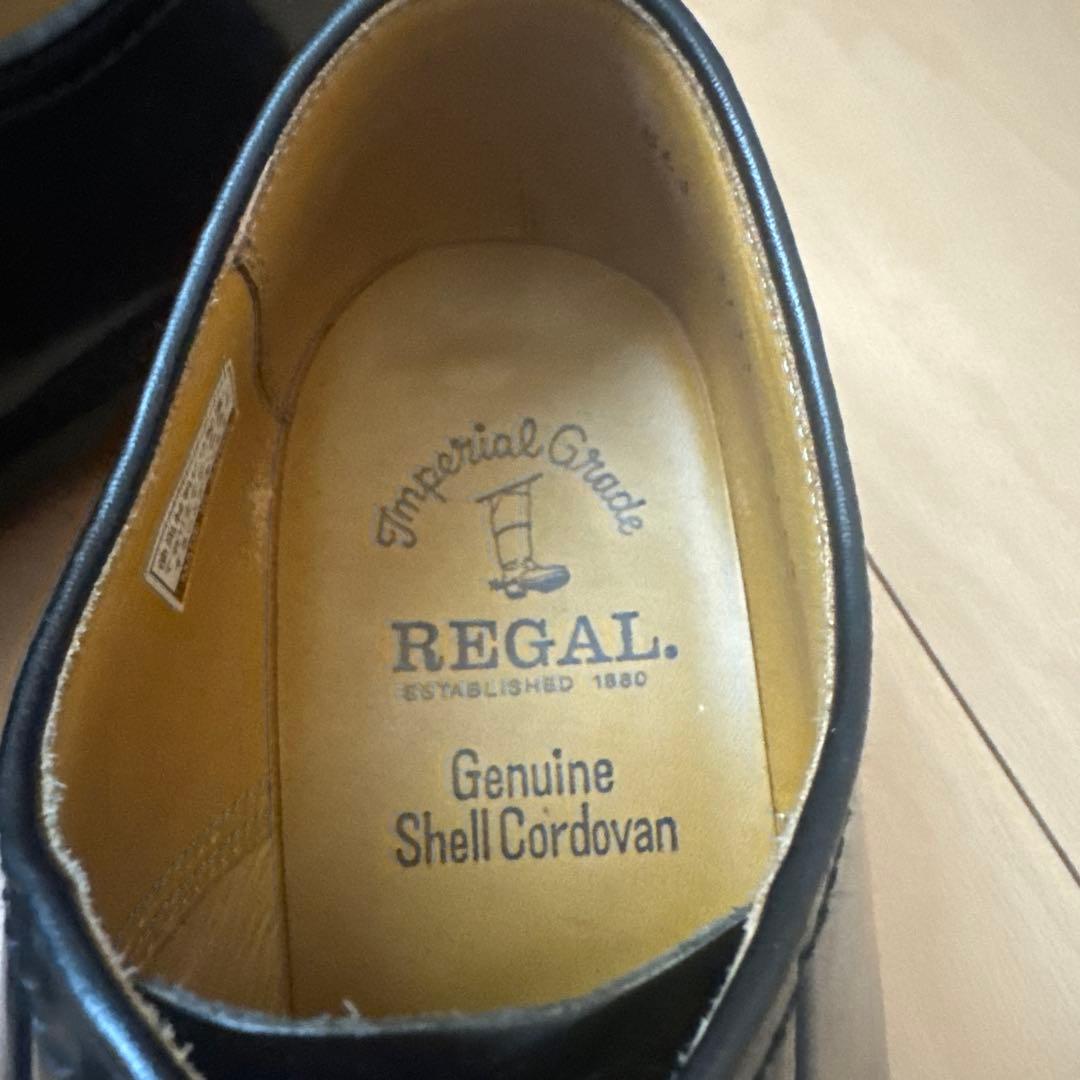 Imperial Grade
REGAL.
ESTABLISHED 1880
Genuine
Shell Cordovan